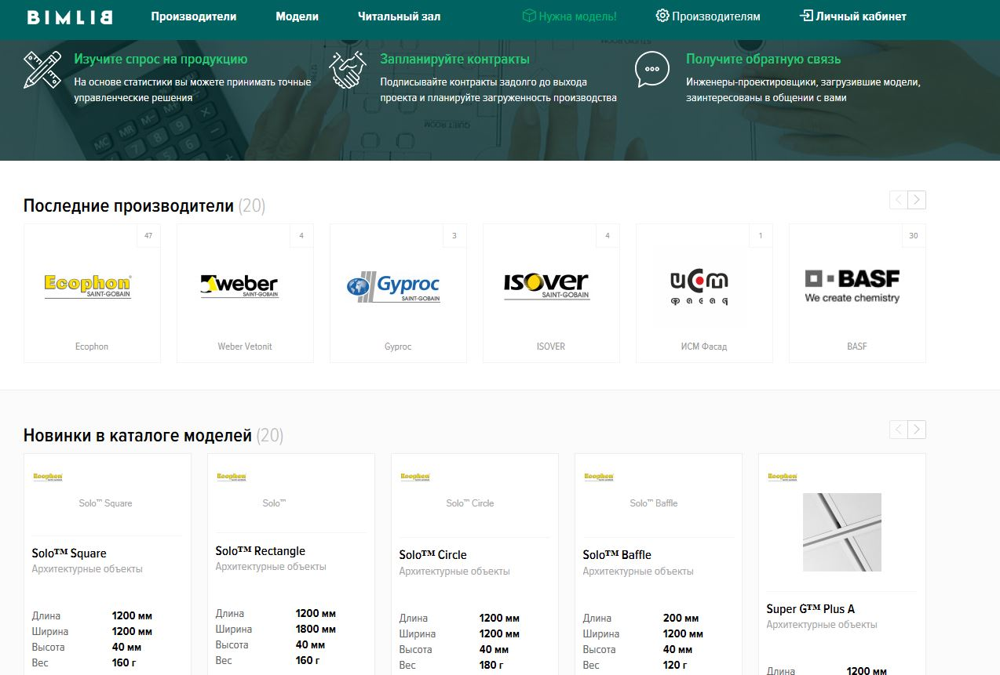 BIMLIB Производители Модели Читальный зал Нужна модель! Производителям Личный кабинет
Изучите спрос на продукцию
На основе статистики вы можете принимать точные
управленческие решения
Запланируйте контракты
Подписывайте контракты задолго до выхода
проекта и планируйте загруженность производства
Получите обратную связь
Инженеры-проектировщики, загрузившие модели,
заинтересованы в общении с вами
QUIET ROOM
Последние производители (20)
47
Ecophon
SAINT-GOBAIN
Ecophon
4
weber
SAINT-GOBAIN
Weber Vetonit
3
Gyproc
SAINT-GOBAIN
Gyproc
4
ISOVER
SAINT-GOBAIN
ISOVER
1
исм
фасад
ИСМ Фасад
30
BASF
We create chemistry
BASF
Новинки в каталоге моделей (20)
Ecophon
Solo™ Square
Solo™ Square
Архитектурные объекты
Длина 1200 мм
Ширина 1200 мм
Высота 40 мм
Вес 160 г
Ecophon
Solo™
Solo™ Rectangle
Архитектурные объекты
Длина 1200 мм
Ширина 1800 мм
Высота 40 мм
Вес 160 г
Ecophon
Solo™ Circle
Solo™ Circle
Архитектурные объекты
Длина 1200 мм
Ширина 1200 мм
Высота 40 мм
Вес 180 г
Ecophon
Solo™ Baffle
Solo™ Baffle
Архитектурные объекты
Длина 200 мм
Ширина 1200 мм
Высота 40 мм
Вес 120 г
Ecophon
Super G™ Plus A
Архитектурные объекты
Длина 1200 мм